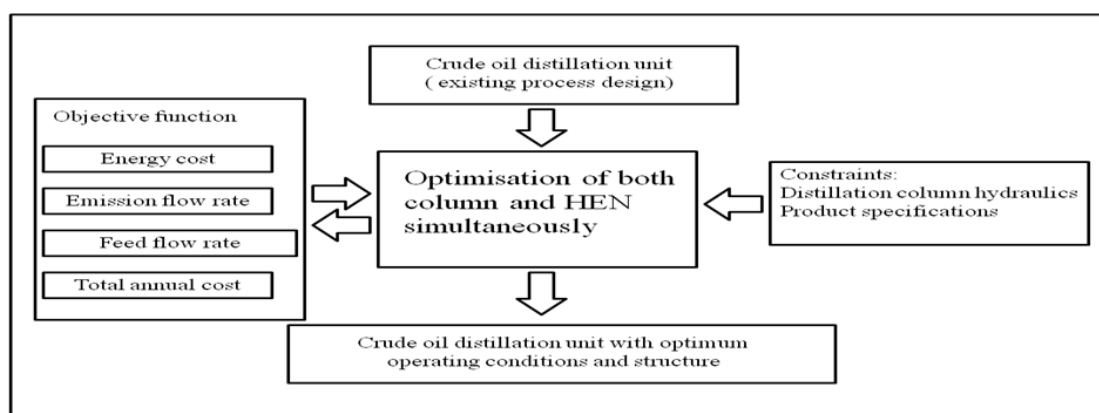 Crude oil distillation unit
( existing process design)
Objective function
Energy cost
Emission flow rate
Feed flow rate
Total annual cost
Optimisation of both
column and HEN
simultaneously
Constraints:
Distillation column hydraulics
Product specifications
Crude oil distillation unit with optimum
operating conditions and structure